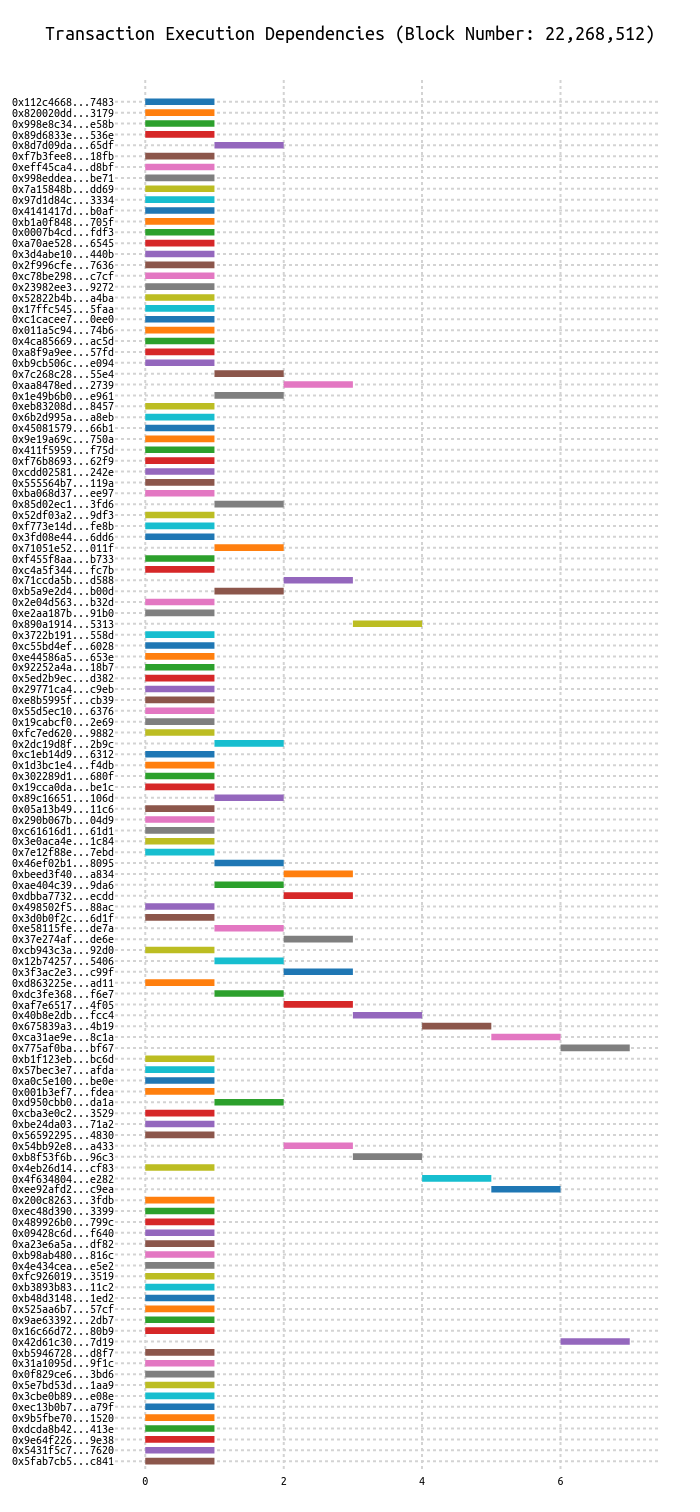 Transaction Execution Dependencies (Block Number: 22,268,512)
0x112c4668...7483
0x820020dd...3179
0x998e8c34...e58b
0x89d6833e...536e
0x8d7d09da...65df
0xf7b3fee8...18fb
0xeff45ca4...d8bf
0x998eddea...be71
0x7a15848b...dd69
0x97d1d84c...3334
0x4141417d...b0af
0xb1a0f848...705f
0x0007b4cd...fdf3
0xa70ae528...6545
0x3d4abe10...440b
0x2f996cfe...7636
0xc78be298...c7cf
0x23982ee3...9272
0x52822b4b...a4ba
0x17ffc545...5faa
0xc1cacee7...0ee0
0x011a5c94...74b6
0x4ca85669...ac5d
0xa8f9a9ee...57fd
0xb9cb506c...e094
0x7c268c28...55e4
0xaa8478ed...2739
0x1e49b6b0...e961
0xeb83208d...8457
0x6b2d995a...a8eb
0x45081579...66b1
0x9e19a69c...750a
0x411f5959...f75d
0xf76b8693...62f9
0xcdd02581...242e
0x555564b7...119a
0xba068d37...ee97
0x85d02ec1...3fd6
0x52df03a2...9df3
0xf773e14d...fe8b
0x3fd08e44...6dd6
0x71051e52...011f
0xf455f8aa...b733
0xc4a5f344...fc7b
0x71ccda5b...d588
0xb5a9e2d4...b00d
0x2e04d563...b32d
0xe2aa187b...91b0
0x890a1914...5313
0x3722b191...558d
0xc55bd4ef...6028
0xe44586a5...653e
0x92252a4a...18b7
0x5ed2b9ec...d382
0x29771ca4...c9eb
0xe8b5995f...cb39
0x55d5ec10...6376
0x19cabcf0...2e69
0xfc7ed620...9882
0x2dc19d8f...2b9c
0xc1eb14d9...6312
0x1d3bc1e4...f4db
0x302289d1...680f
0x19cca0da...be1c
0x89c16651...106d
0x05a13b49...11c6
0x290b067b...04d9
0xc61616d1...61d1
0x3e0aca4e...1c84
0x7e12f88e...7ebd
0x46ef02b1...8095
0xbeed3f40...a834
0xae404c39...9da6
0xdbba7732...ecdd
0x498502f5...88ac
0x3d0b0f2c...6d1f
0xe58115fe...de7a
0x37e274af...de6e
0xcb943c3a...92d0
0x12b74257...5406
0x3f3ac2e3...c99f
0xd863225e...ad11
0xdc3fe368...f6e7
0xaf7e6517...4f05
0x40b8e2db...fcc4
0x675839a3...4b19
0xca31ae9e...8c1a
0x775af0ba...bf67
0xb1f123eb...bc6d
0x57bec3e7...afda
0xa0c5e100...be0e
0x001b3ef7...fdea
0xd950cbb0...da1a
0xcba3e0c2...3529
0xbe24da03...71a2
0x56592295...4830
0x54bb92e8...a433
0xb8f53f6b...96c3
0x4eb26d14...cf83
0x4f634804...e282
0xee92afd2...c9ea
0x200c8263...3fdb
0xec48d390...3399
0x489926b0...799c
0x09428c6d...f640
0xa23e6a5a...df82
0xb98ab480...816c
0x4e434cea...e5e2
0xfc926019...3519
0xb3893b83...11c2
0xb48d3148...1ed2
0x525aa6b7...57cf
0x9ae63392...2db7
0x16c66d72...80b9
0x42d61c30...7d19
0xb5946728...d8f7
0x31a1095d...9f1c
0x0f829ce6...3bd6
0x5e7bd53d...1aa9
0x3cbe0b89...e08e
0xec13b0b7...a79f
0x9b5fbe70...1520
0xdcda8b42...413e
0x9e64f226...9e38
0x5431f5c7...7620
0x5fab7cb5...c841
0 2 4 6